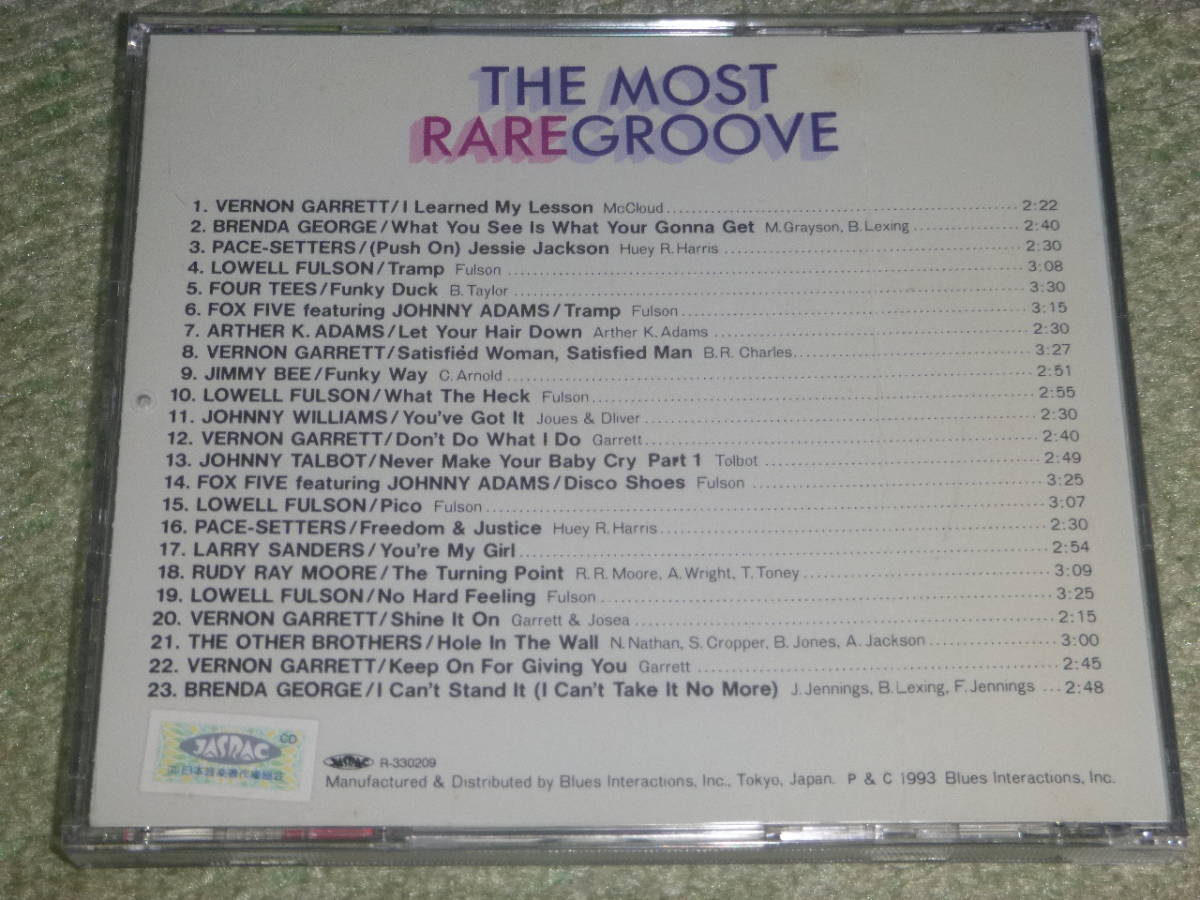 THE MOST
RAREGROOVE
1. VERNON GARRETT/I Learned My Lesson McCloud 2:22
2. BRENDA GEORGE/What You See Is What Your Gonna Get M. Grayson, B. Lexing 2:40
3. PACE-SETTERS/(Push On) Jessie Jackson Huey R. Harris 2:30
4. LOWELL FULSON/Tramp Fulson 3:08
5. FOUR TEES/Funky Duck B. Taylor 3:30
6. FOX FIVE featuring JOHNNY ADAMS/Tramp Fulson 3:15
7. ARTHER K. ADAMS/Let Your Hair Down Arther K. Adams 2:30
8. VERNON GARRETT/Satisfied Woman, Satisfied Man B.R. Charles 3:27
9. JIMMY BEE/Funky Way C. Arnold 2:51
10. LOWELL FULSON/What The Heck Fulson 2:55
11. JOHNNY WILLIAMS/You've Got It Joues & Dliver 2:30
12. VERNON GARRETT/Don't Do What I Do Garrett 2:40
13. JOHNNY TALBOT/Never Make Your Baby Cry Part 1 Tolbot 2:49
14. FOX FIVE featuring JOHNNY ADAMS/Disco Shoes Fulson 3:25
15. LOWELL FULSON/Pico Fulson 3:07
16. PACE-SETTERS/Freedom & Justice Huey R. Harris 2:30
17. LARRY SANDERS/You're My Girl 2:54
18. RUDY RAY MOORE/The Turning Point R. R. Moore, A. Wright, T. Toney 3:09
19. LOWELL FULSON/No Hard Feeling Fulson 3:25
20. VERNON GARRETT/Shine It On Garrett & Josea 2:15
21. THE OTHER BROTHERS/Hole In The Wall N. Nathan, S. Cropper, B. Jones, A. Jackson 3:00
22. VERNON GARRETT/Keep On For Giving You Garrett 2:45
23. BRENDA GEORGE/I Can't Stand It (I Can't Take It No More) J. Jennings, B. Lexing, F. Jennings 2:48
CD
JASRAC
日本音楽著作権協会
JASRAC R-330209
Manufactured & Distributed by Blues Interactions, Inc., Tokyo, Japan. P & C 1993 Blues Interactions, Inc.